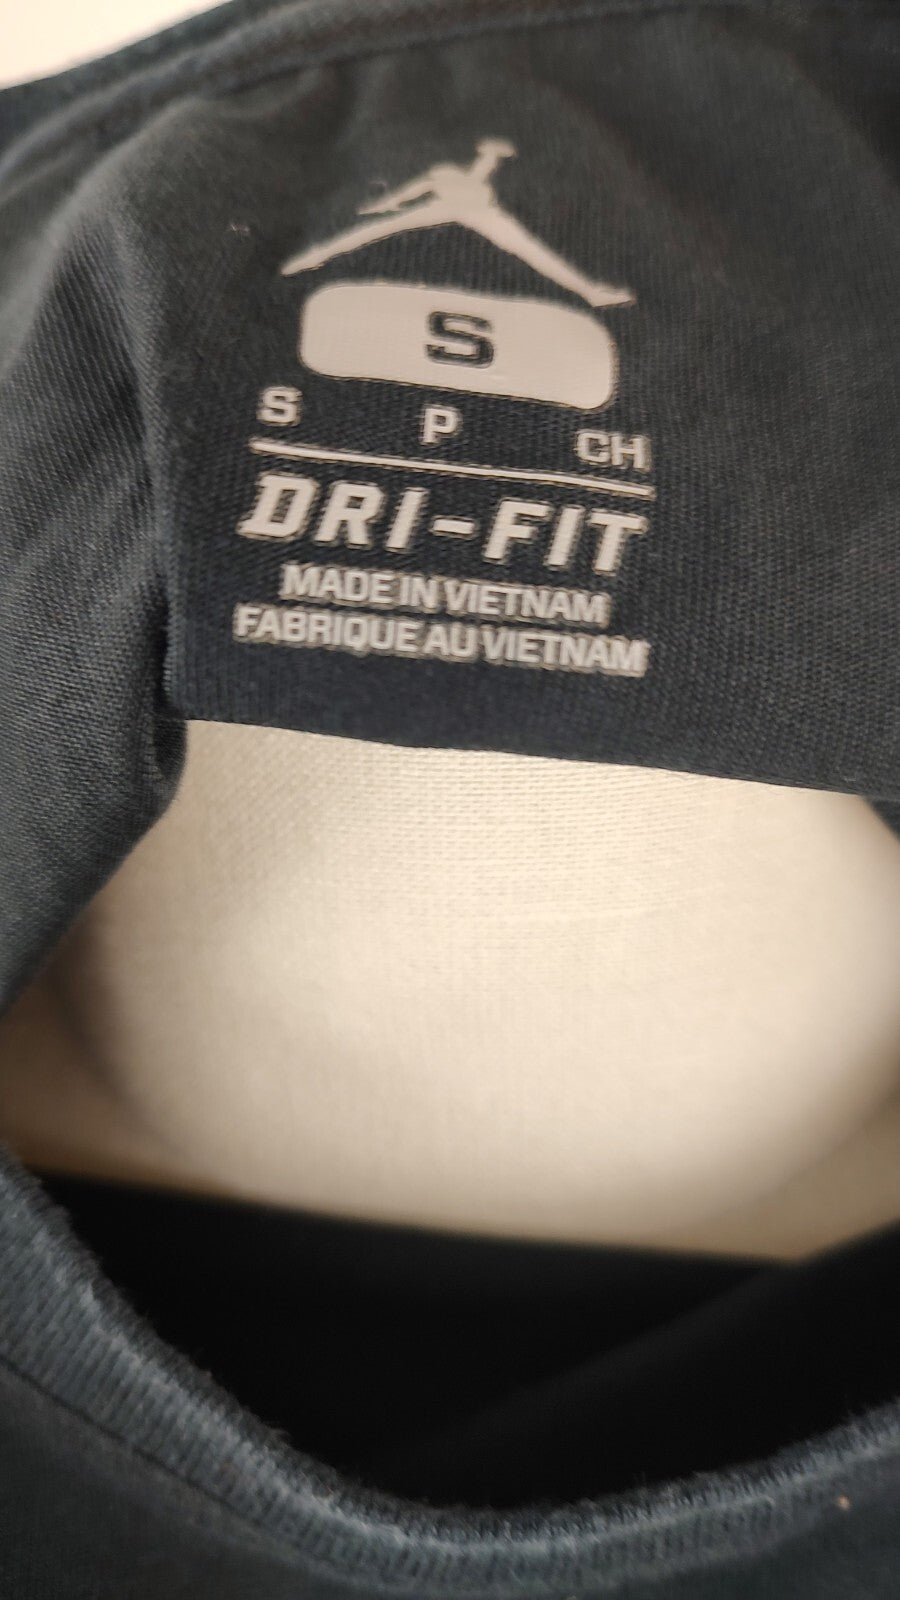 S
S P CH
DRI-FIT
MADE IN VIETNAM
FABRIQUE AU VIETNAM